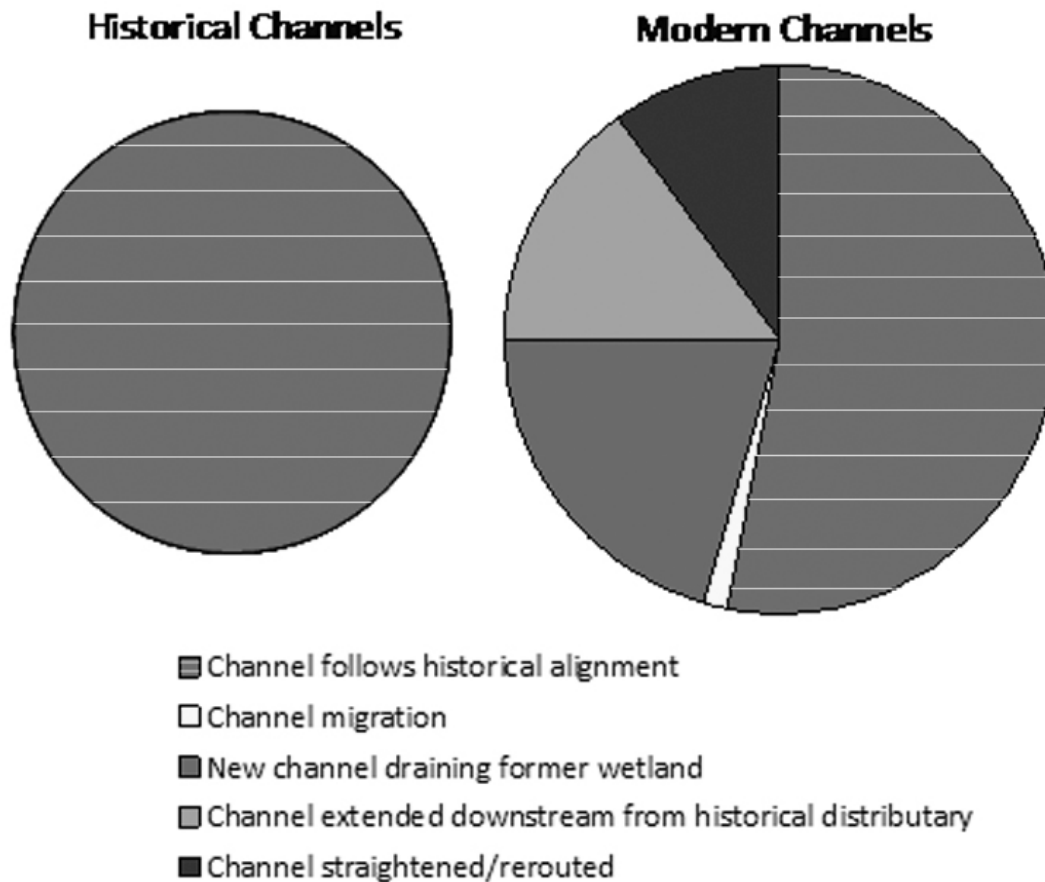 Historical Channels
Modern Channels
Channel follows historical alignment
Channel migration
New channel draining former wetland
Channel extended downstream from historical distributary
Channel straightened/rerouted